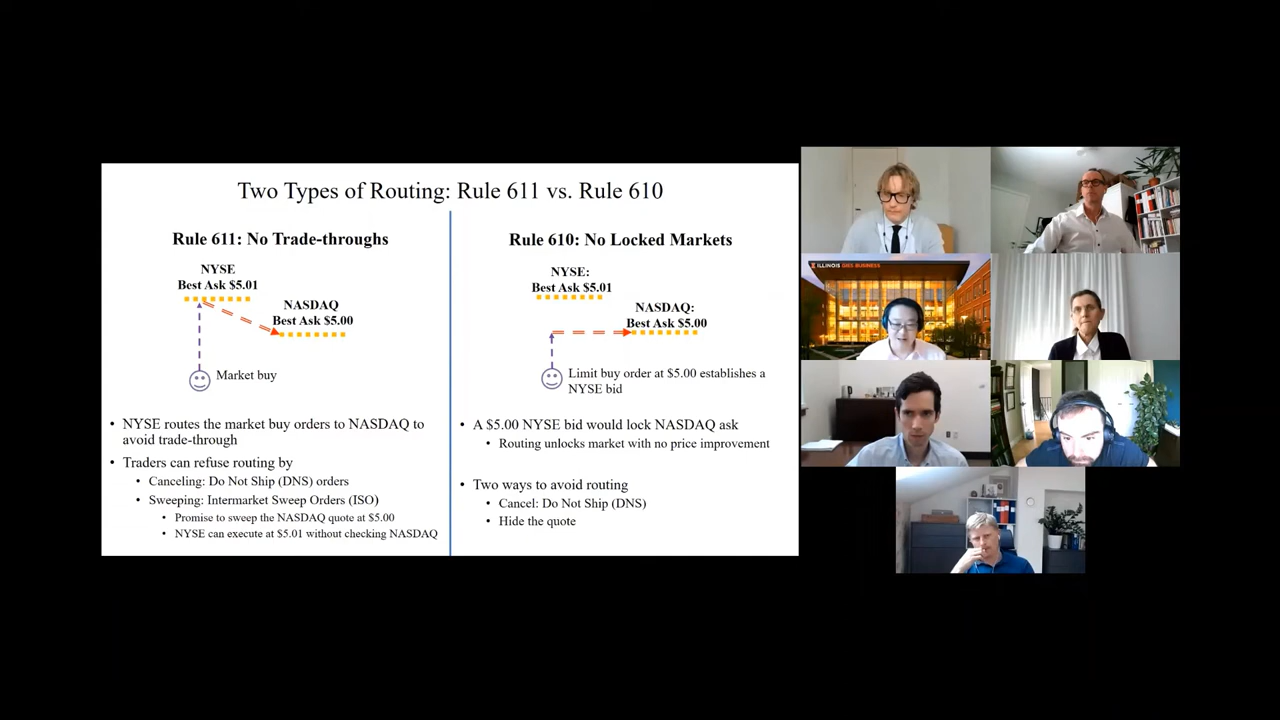 Two Types of Routing: Rule 611 vs. Rule 610
Rule 611: No Trade-throughs
NYSE
Best Ask $5.01
NASDAQ
Best Ask $5.00
Market buy
• NYSE routes the market buy orders to NASDAQ to
avoid trade-through
• Traders can refuse routing by
• Canceling: Do Not Ship (DNS) orders
• Sweeping: Intermarket Sweep Orders (ISO)
• Promise to sweep the NASDAQ quote at $5.00
• NYSE can execute at $5.01 without checking NASDAQ
Rule 610: No Locked Markets
NYSE:
Best Ask $5.01
NASDAQ:
Best Ask $5.00
Limit buy order at $5.00 establishes a
NYSE bid
• A $5.00 NYSE bid would lock NASDAQ ask
• Routing unlocks market with no price improvement
• Two ways to avoid routing
• Cancel: Do Not Ship (DNS)
• Hide the quote
ILLINOIS GIES BUSINESS